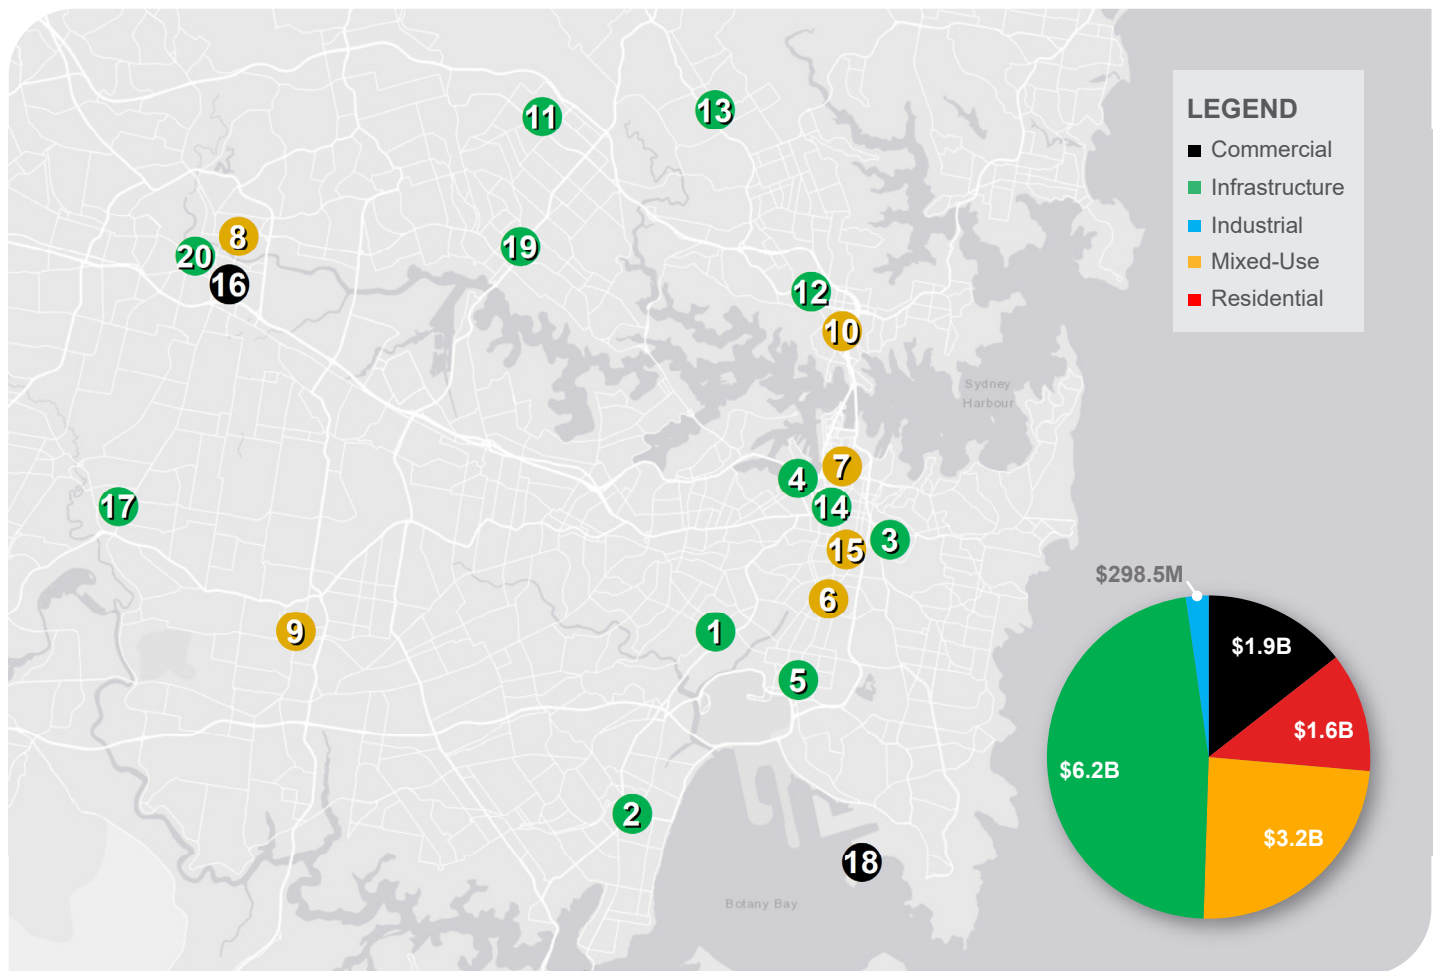 11
13
LEGEND
Commercial
Infrastructure
Industrial
Mixed-Use
Residential
8
20
16
19
12
10
Sydney
Harbour
7
4
14
17
3
15
6
9
1
5
2
18
Botany Bay
$298.5M
$1.9B
$1.6B
$6.2B
$3.2B